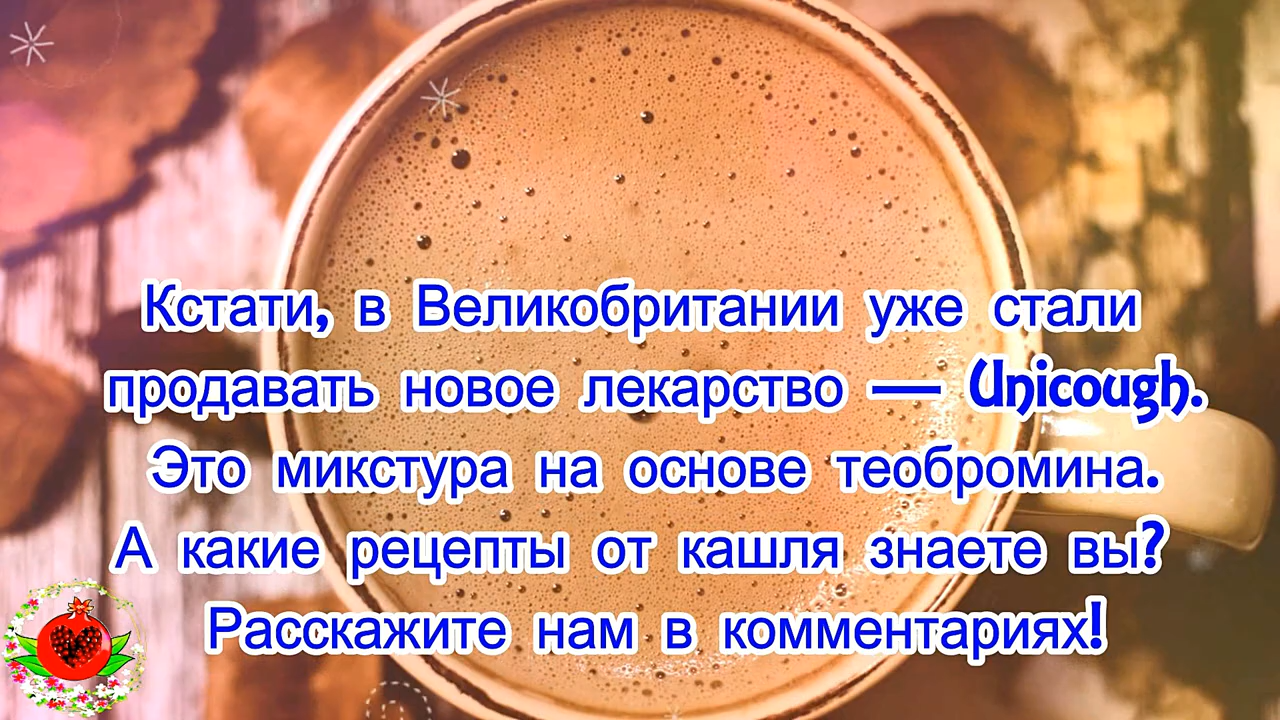 Кстати, в Великобритании уже стали
продавать новое лекарство — Unicough.
Это микстура на основе теобромина.
А какие рецепты от кашля знаете вы?
Расскажите нам в комментариях!